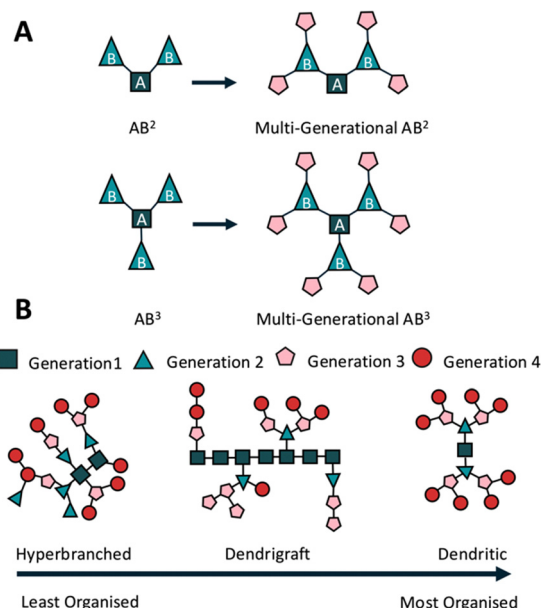 A
B B B B
A A
AB² Multi-Generational AB²
B B B B
A A
B B
B
AB³ Multi-Generational AB³
Generation1 Generation 2 Generation 3 Generation 4
Hyperbranched Dendrigraft Dendritic
Least Organised Most Organised